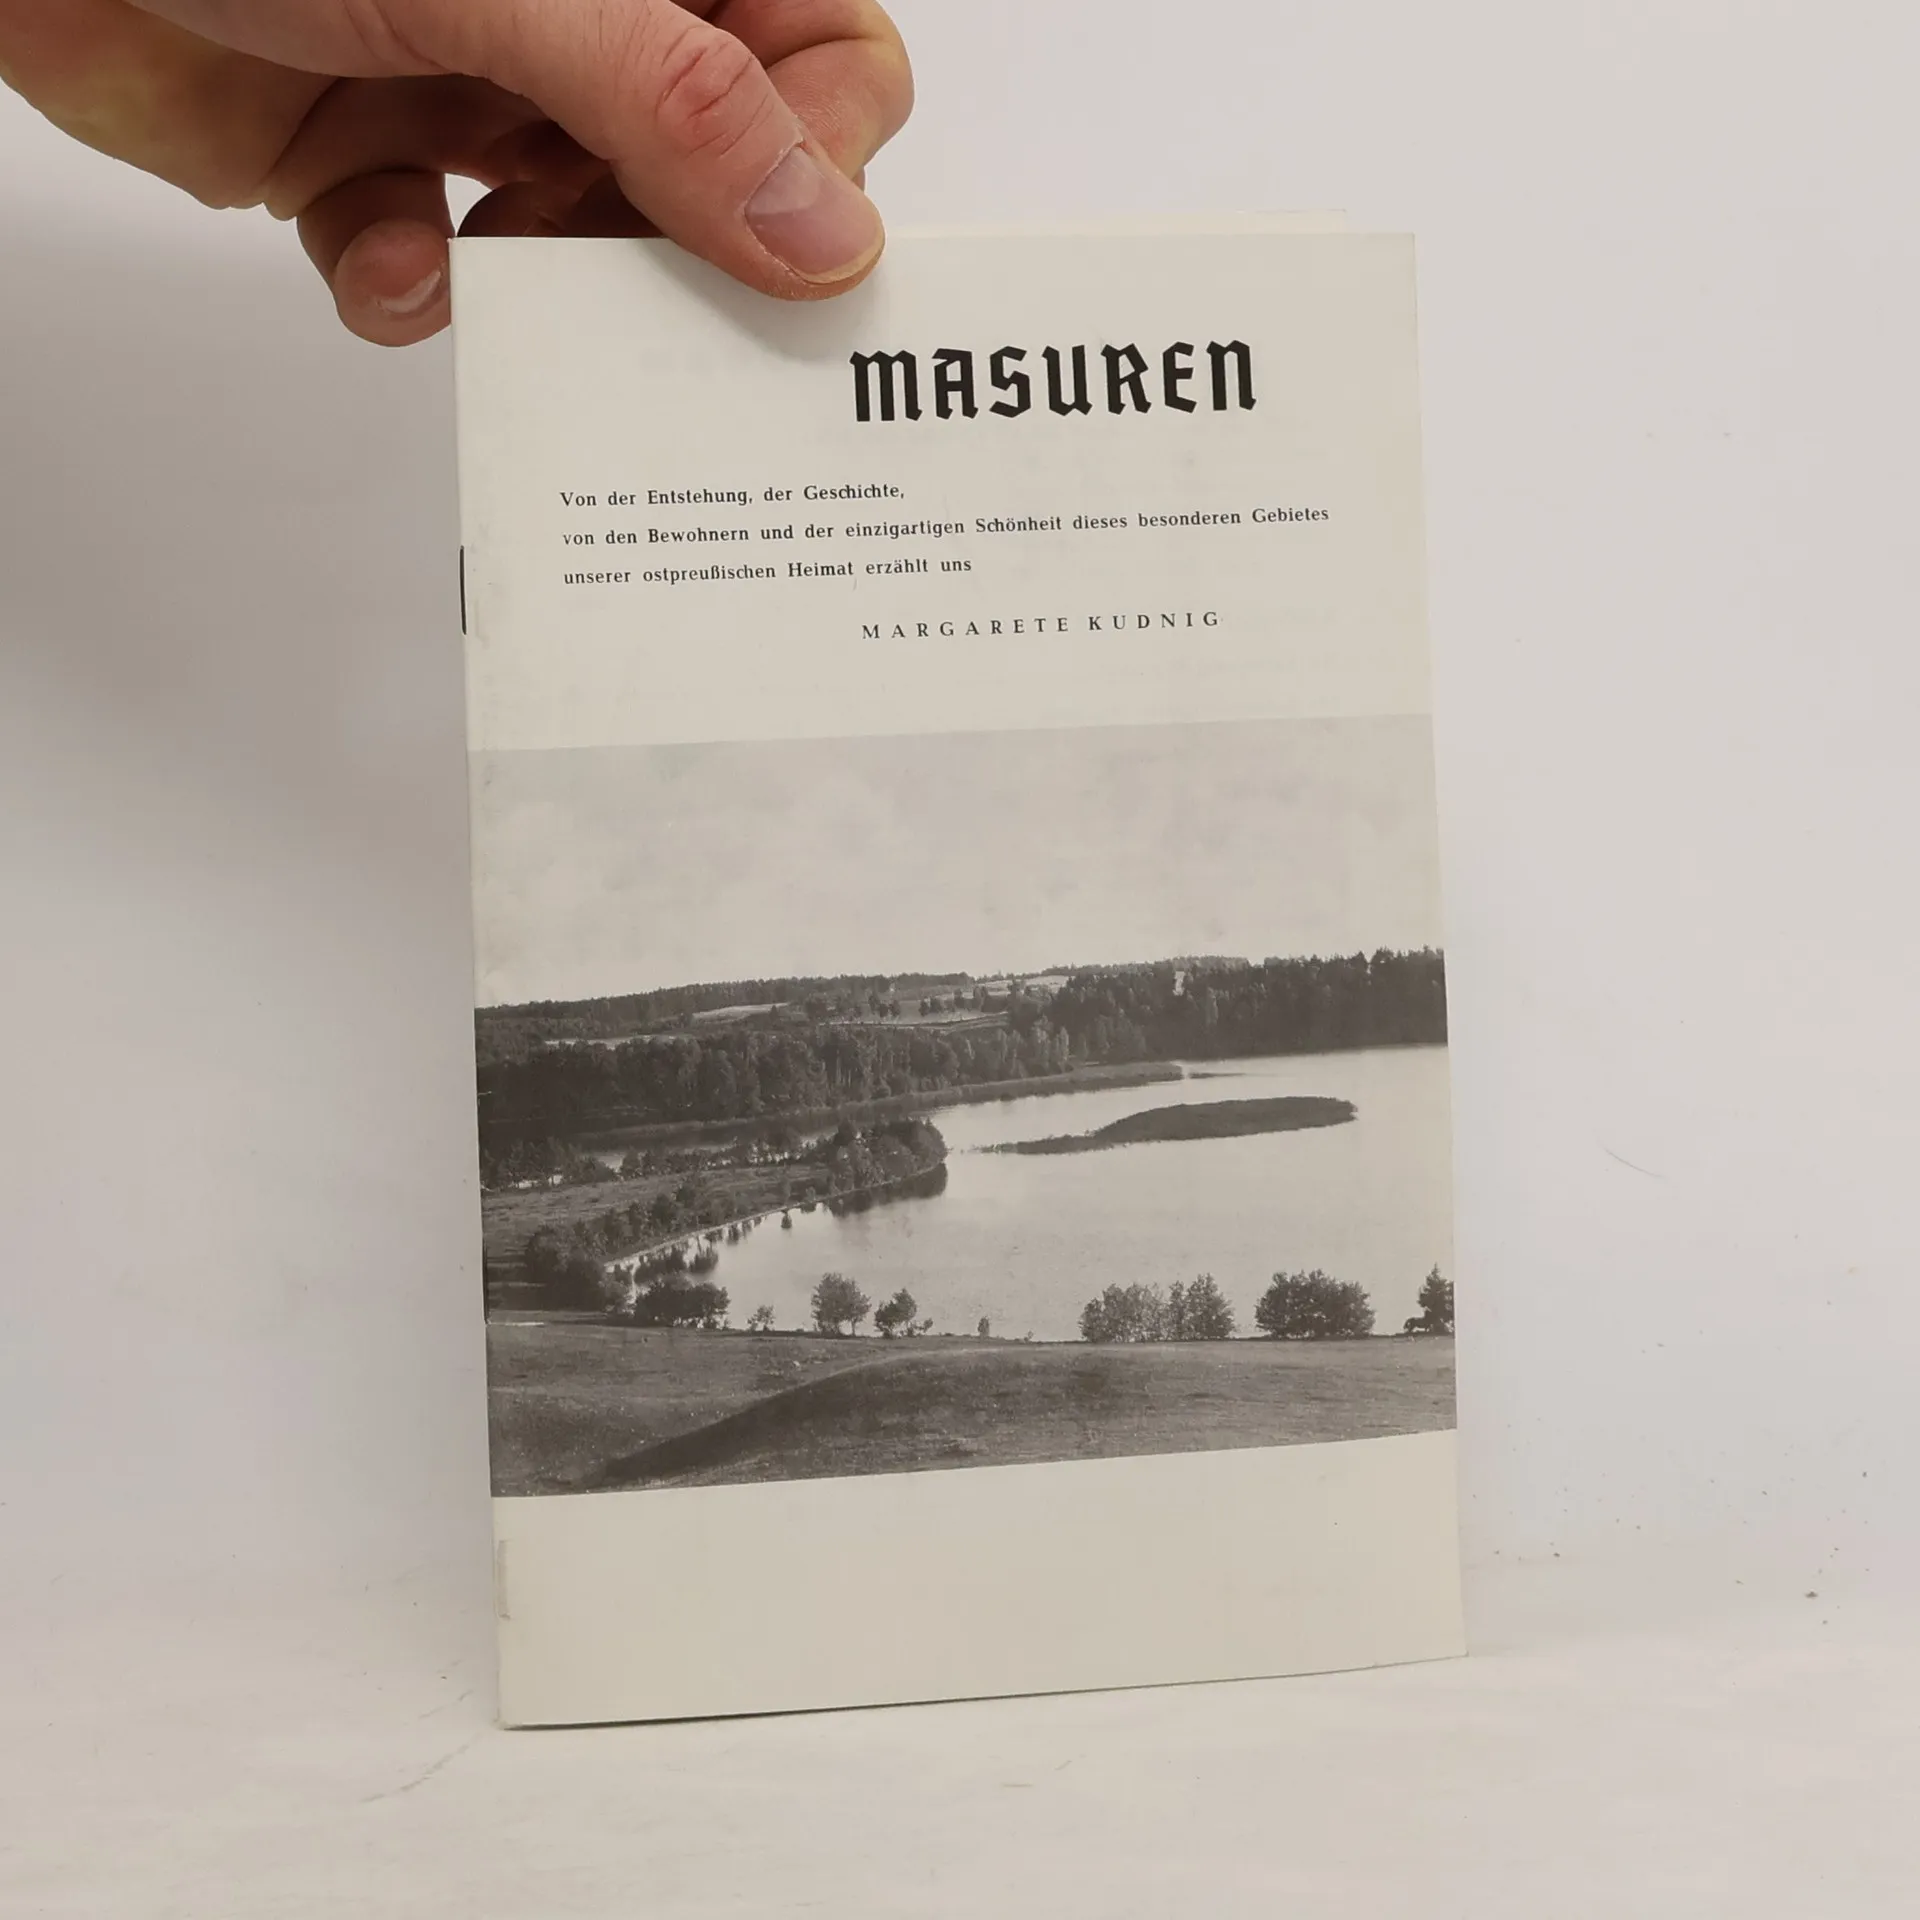 MASUREN
Von der Entstehung, der Geschichte,
von den Bewohnern und der einzigartigen Schönheit dieses besonderen Gebietes
unserer ostpreußischen Heimat erzählt uns
MARGARETE KUDNIG